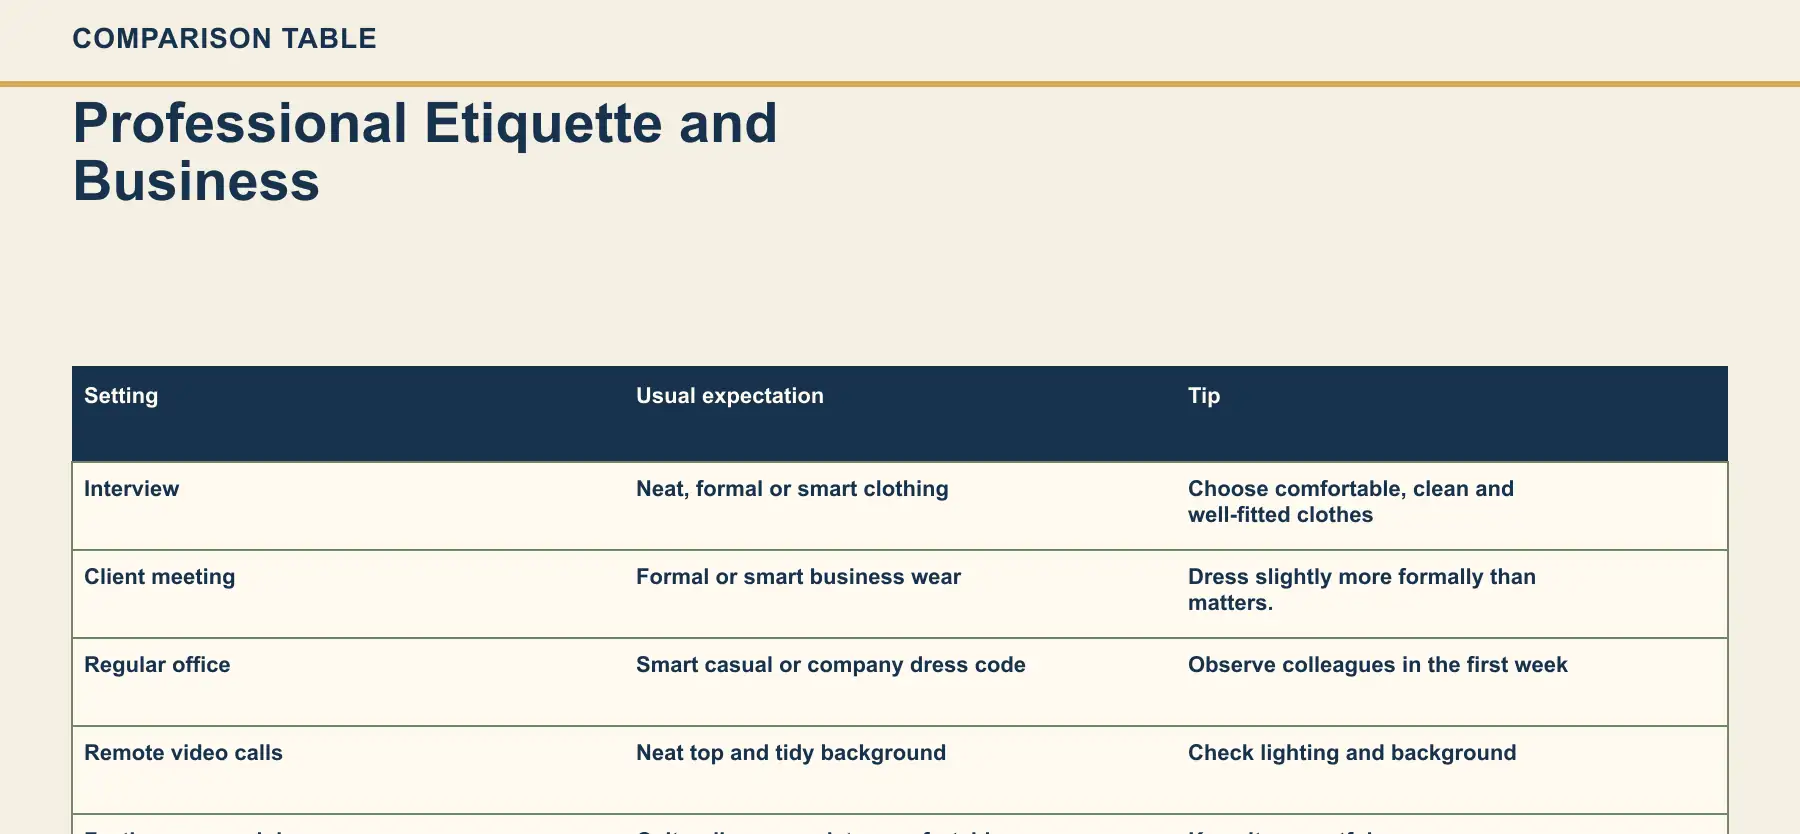 COMPARISON TABLE
Professional Etiquette and
Business
Setting Usual expectation Tip
Interview Neat, formal or smart clothing Choose comfortable, clean and
well-fitted clothes
Client meeting Formal or smart business wear Dress slightly more formally than
matters.
Regular office Smart casual or company dress code Observe colleagues in the first week
Remote video calls Neat top and tidy background Check lighting and background